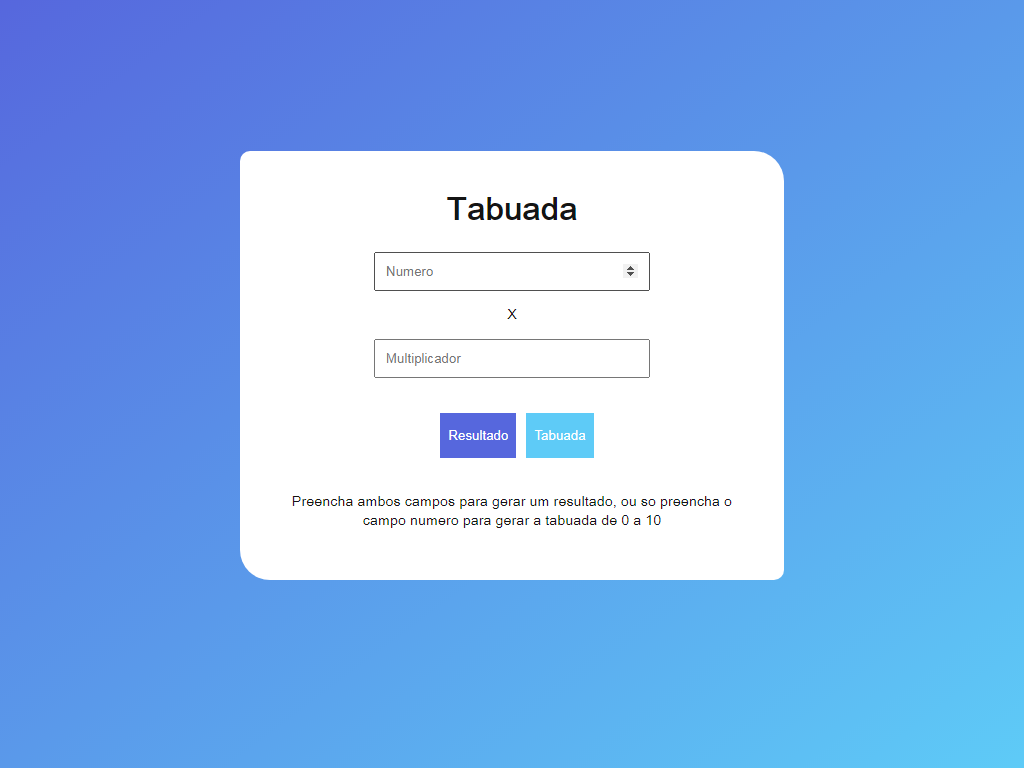 Tabuada
Numero
X
Multiplicador
Resultado
Tabuada
Preencha ambos campos para gerar um resultado, ou so preencha o
campo numero para gerar a tabuada de 0 a 10